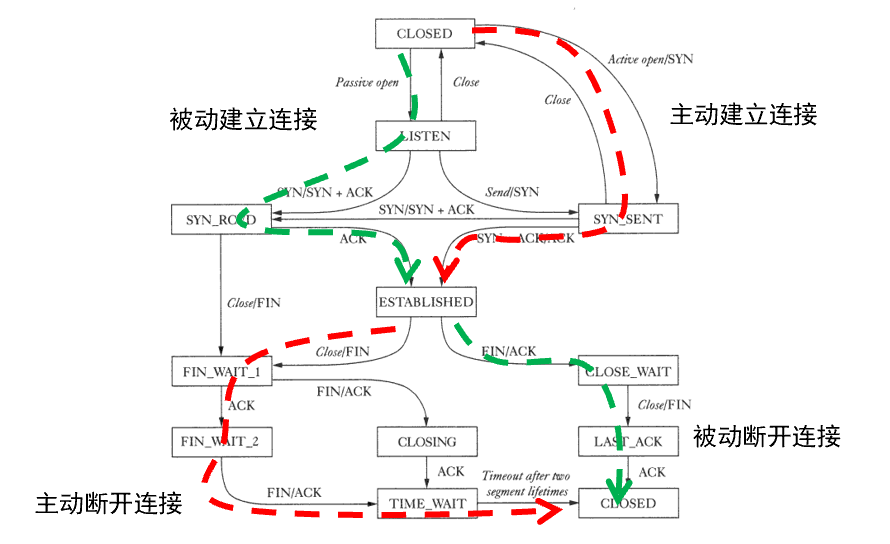 CLOSED
Active open/SYN
Passive open
Close
Close
被动建立连接
主动建立连接
LISTEN
SYN/SYN + ACK
Send/SYN
SYN/SYN + ACK
SYN_RCVD
SYN_SENT
ACK
SYN + ACK/ACK
ESTABLISHED
Close/FIN
Close/FIN
FIN/ACK
FIN_WAIT_1
CLOSE_WAIT
FIN/ACK
ACK
Close/FIN
FIN_WAIT_2
CLOSING
LAST_ACK
被动断开连接
ACK
ACK
Timeout after two
segment lifetimes
主动断开连接
FIN/ACK
TIME_WAIT
CLOSED